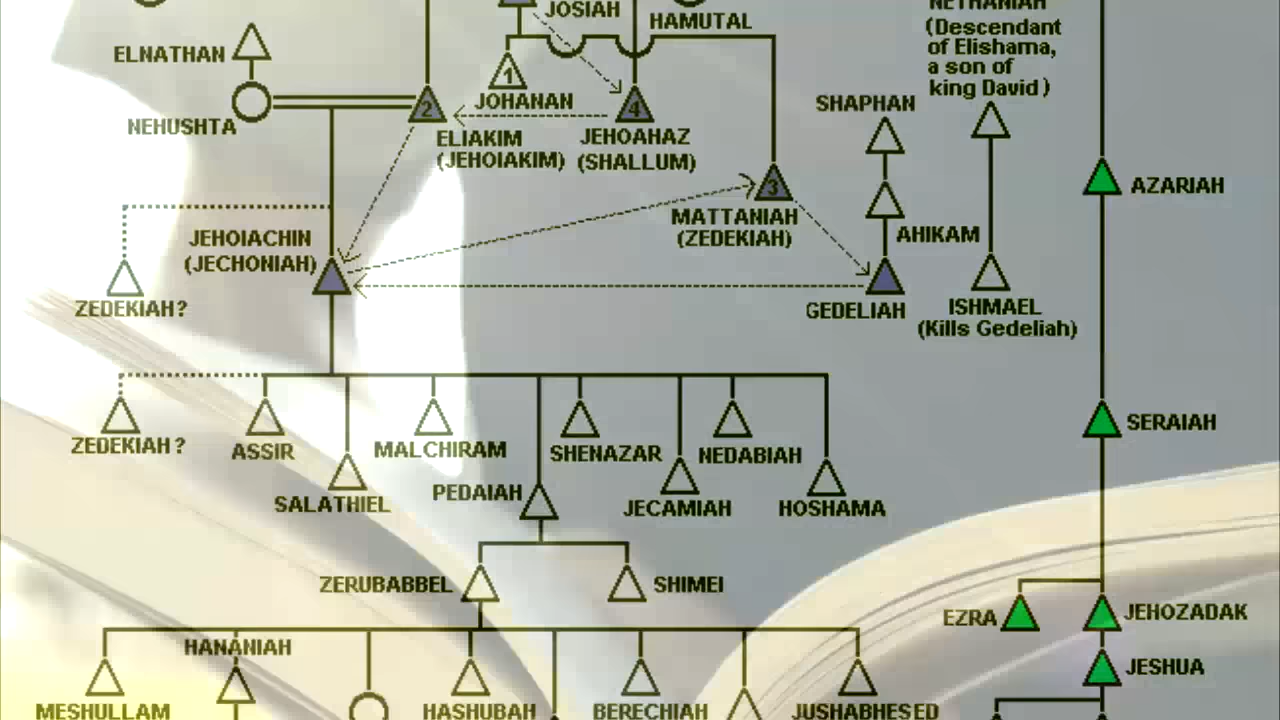 JOSIAH
HAMUTAL
NETHANIAH
(Descendant
of Elishama,
a son of
king David)
ELNATHAN
1
JOHANAN
SHAPHAN
2
4
NEHUSHTA
ELIAKIM
(JEHOIAKIM)
JEHOAHAZ
(SHALLUM)
3
AZARIAH
MATTANIAH
(ZEDEKIAH)
AHIKAM
JEHOIACHIN
(JECHONIAH)
ZEDEKIAH?
GEDELIAH
ISHMAEL
(Kills Gedeliah)
ZEDEKIAH?
ASSIR
MALCHIRAM
SHENAZAR
NEDABIAH
SERAIAH
SALATHIEL
PEDAIAH
JECAMIAH
HOSHAMA
ZERUBABBEL
SHIMEI
EZRA
JEHOZADAK
HANANIAH
JESHUA
MESHULLAM
HASHUBAH
BERECHIAH
JUSHABHESED